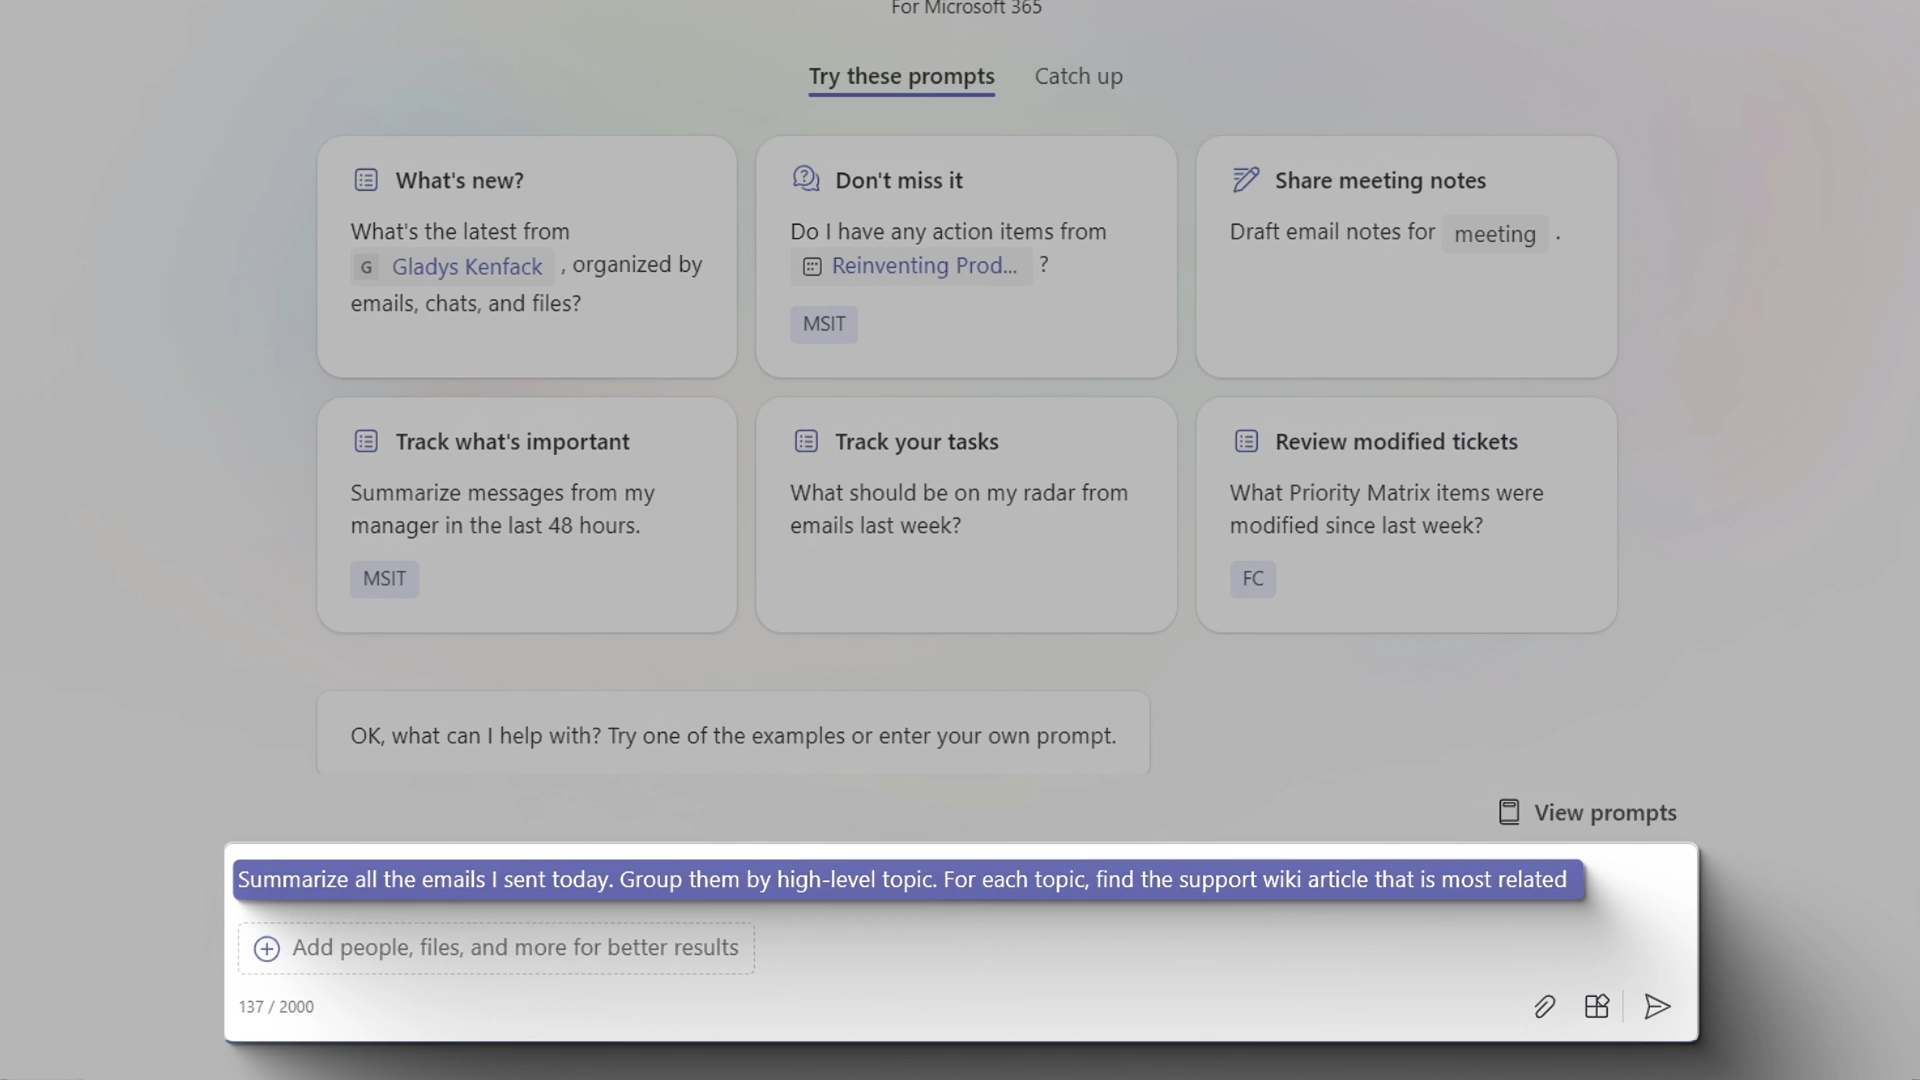 For Microsoft 365
Try these prompts
Catch up
What's new?
What's the latest from
G Gladys Kenfack , organized by
emails, chats, and files?
Don't miss it
Do I have any action items from
Reinventing Prod... ?
MSIT
Share meeting notes
Draft email notes for meeting .
Track what's important
Summarize messages from my
manager in the last 48 hours.
MSIT
Track your tasks
What should be on my radar from
emails last week?
Review modified tickets
What Priority Matrix items were
modified since last week?
FC
OK, what can I help with? Try one of the examples or enter your own prompt.
View prompts
Summarize all the emails I sent today. Group them by high-level topic. For each topic, find the support wiki article that is most related
Add people, files, and more for better results
137 / 2000